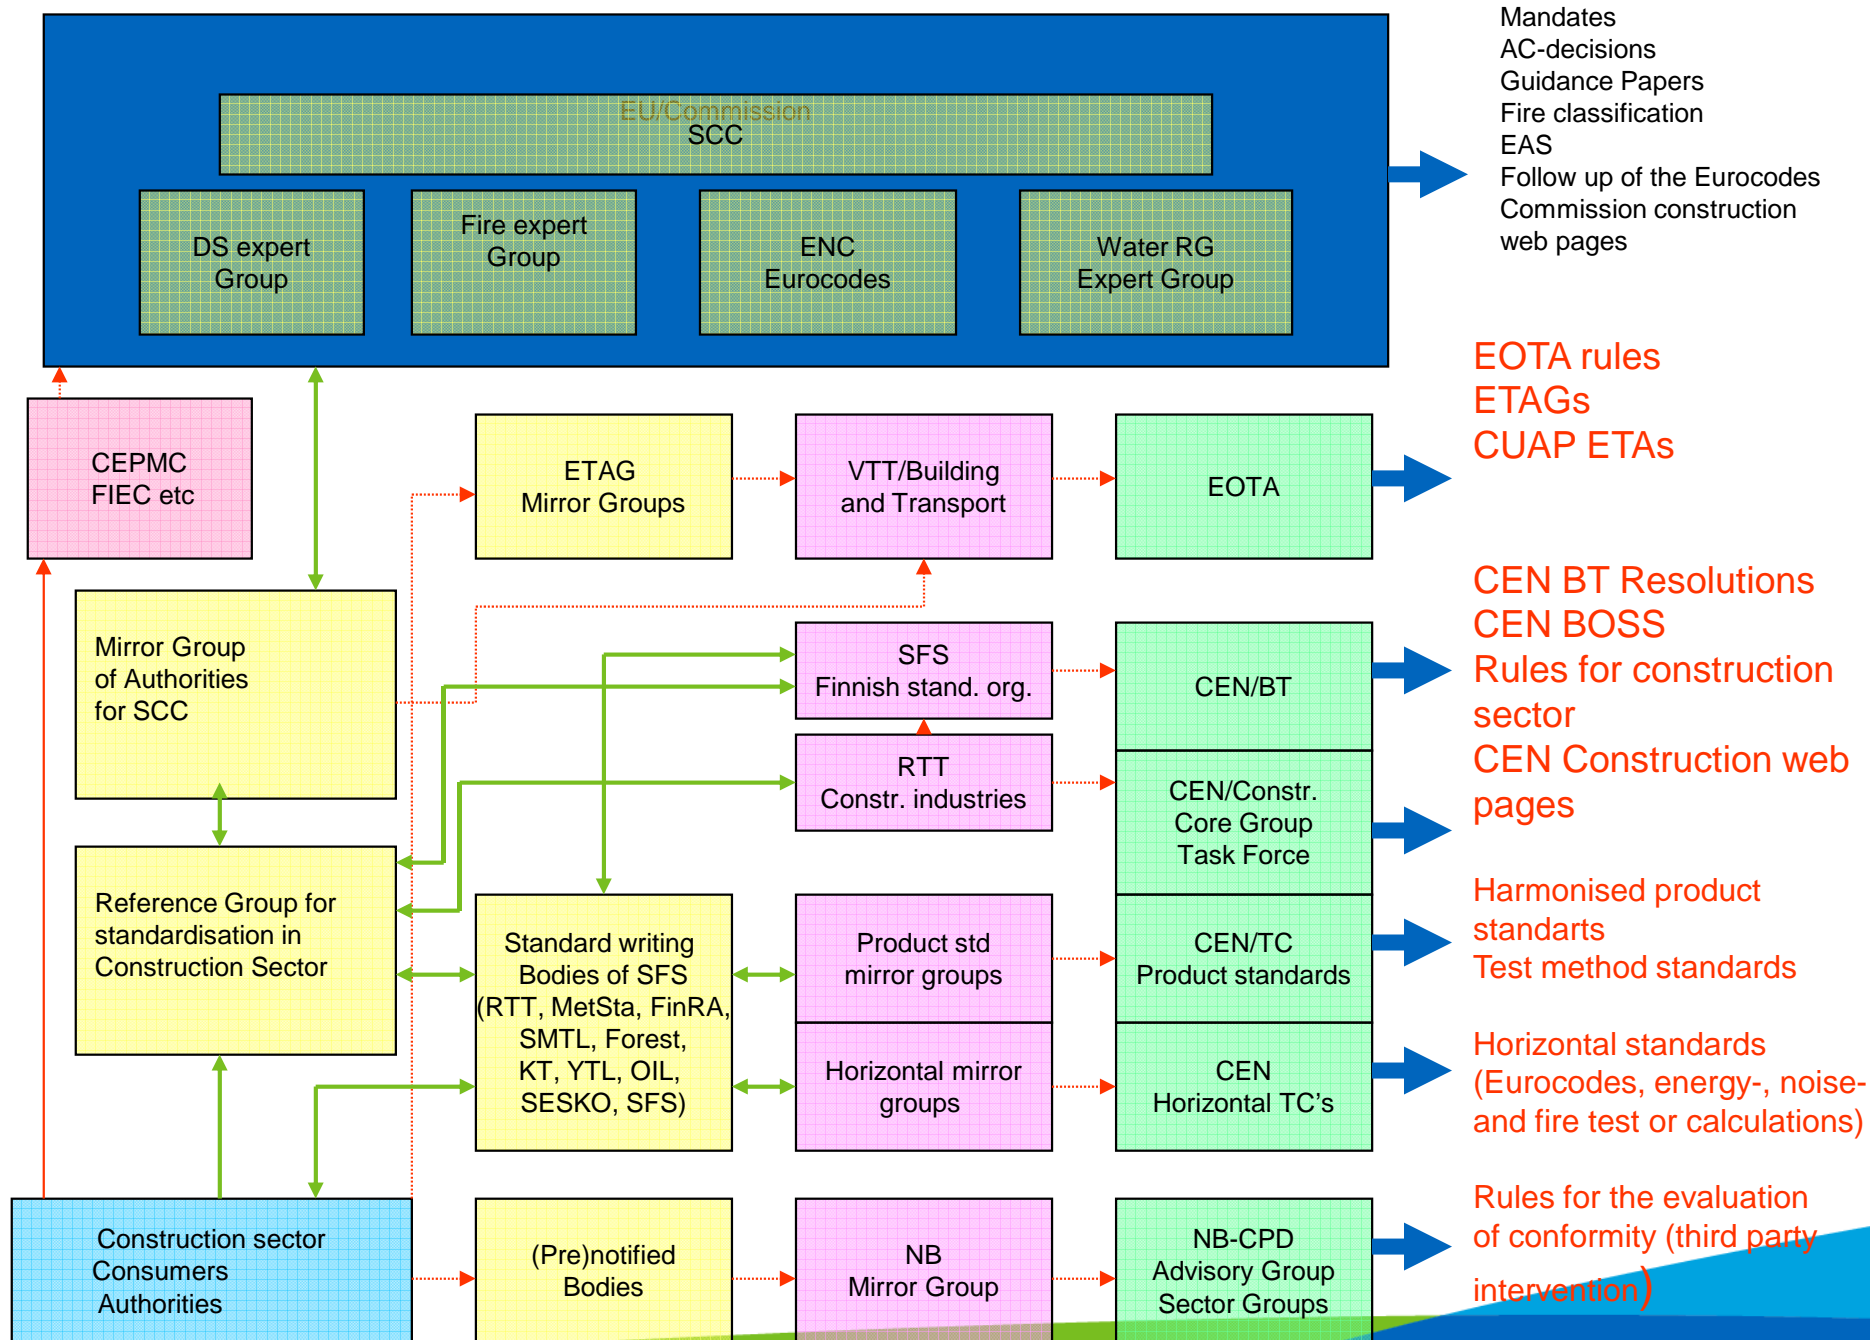 Mandates
AC-decisions
Guidance Papers
Fire classification
EAS
Follow up of the Eurocodes
Commission construction
web pages
EU/Commission
SCC
DS expert
Group
Fire expert
Group
ENC
Eurocodes
Water RG
Expert Group
EOTA rules
ETAGs
CUAP ETAs
CEPMC
FIEC etc
ETAG
Mirror Groups
VTT/Building
and Transport
EOTA
CEN BT Resolutions
CEN BOSS
Rules for construction
sector
CEN Construction web
pages
Mirror Group
of Authorities
for SCC
SFS
Finnish stand. org.
CEN/BT
RTT
Constr. industries
CEN/Constr.
Core Group
Task Force
Reference Group for
standardisation in
Construction Sector
Standard writing
Bodies of SFS
(RTT, MetSta, FinRA,
SMTL, Forest,
KT, YTL, OIL,
SESKO, SFS)
Product std
mirror groups
CEN/TC
Product standards
Harmonised product
standarts
Test method standards
Horizontal mirror
groups
CEN
Horizontal TC's
Horizontal standards
(Eurocodes, energy-, noise-
and fire test or calculations)
Construction sector
Consumers
Authorities
(Pre)notified
Bodies
NB
Mirror Group
NB-CPD
Advisory Group
Sector Groups
Rules for the evaluation
of conformity (third party
intervention)